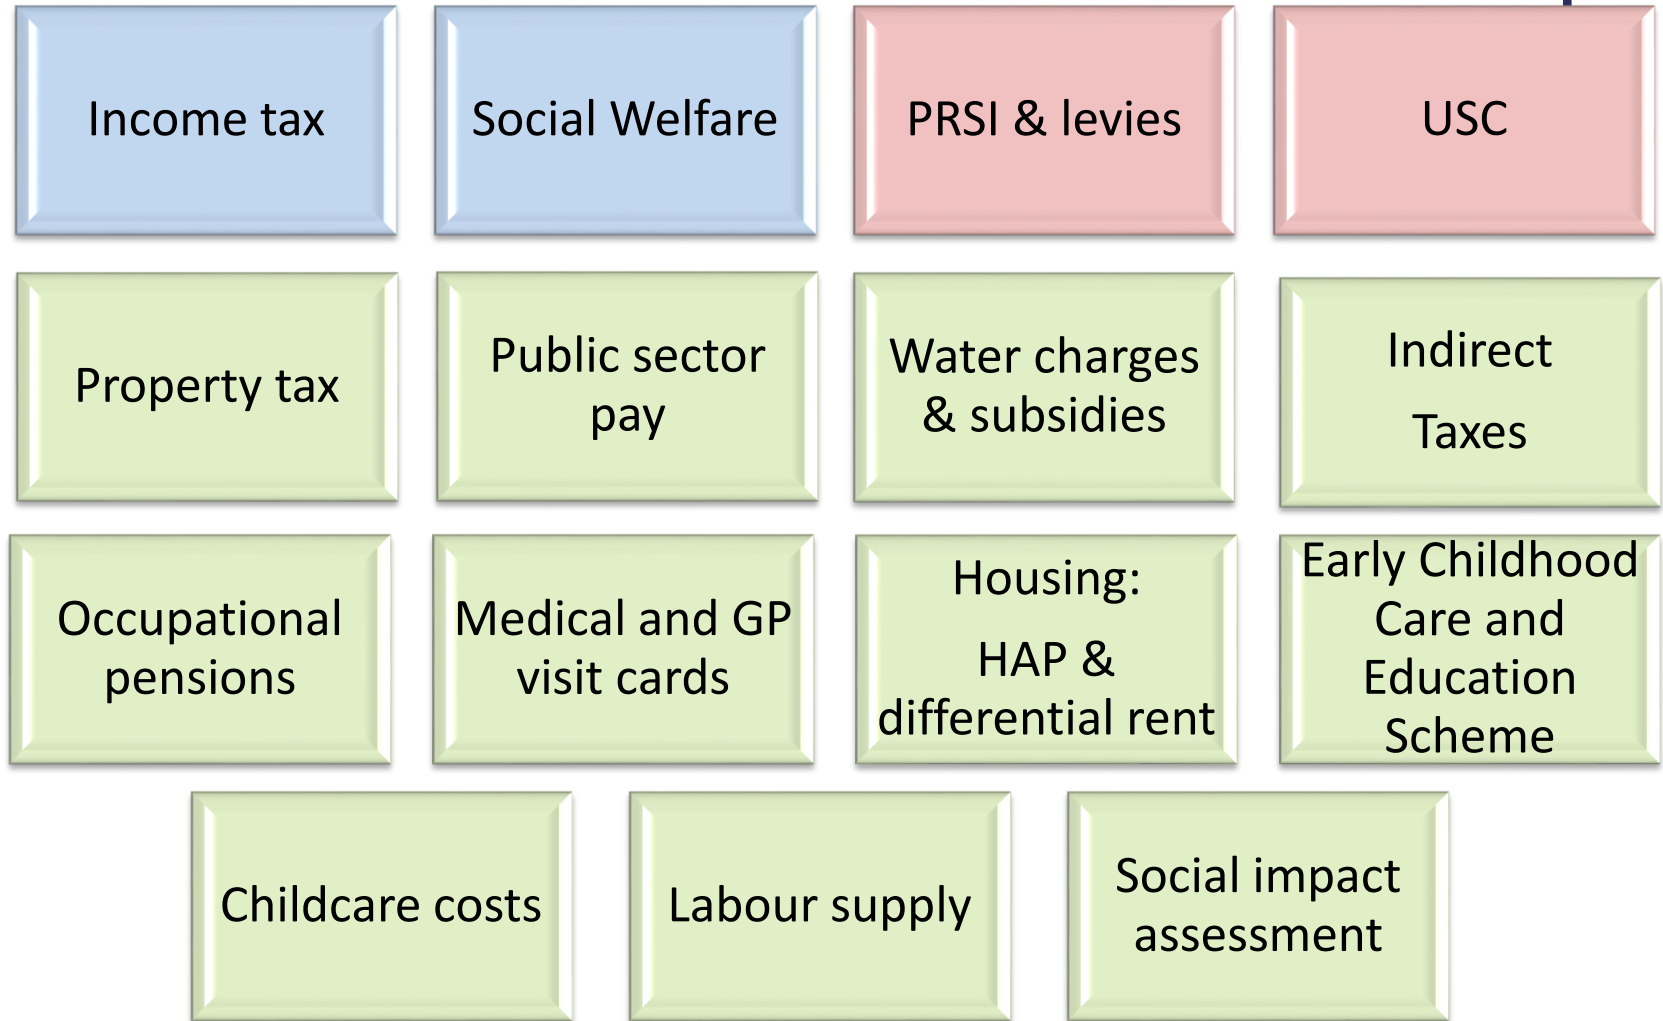 Income tax
Social Welfare
PRSI & levies
USC
Property tax
Public sector
pay
Water charges
& subsidies
Indirect
Taxes
Occupational
pensions
Medical and GP
visit cards
Housing:
HAP &
differential rent
Early Childhood
Care and
Education
Scheme
Childcare costs
Labour supply
Social impact
assessment